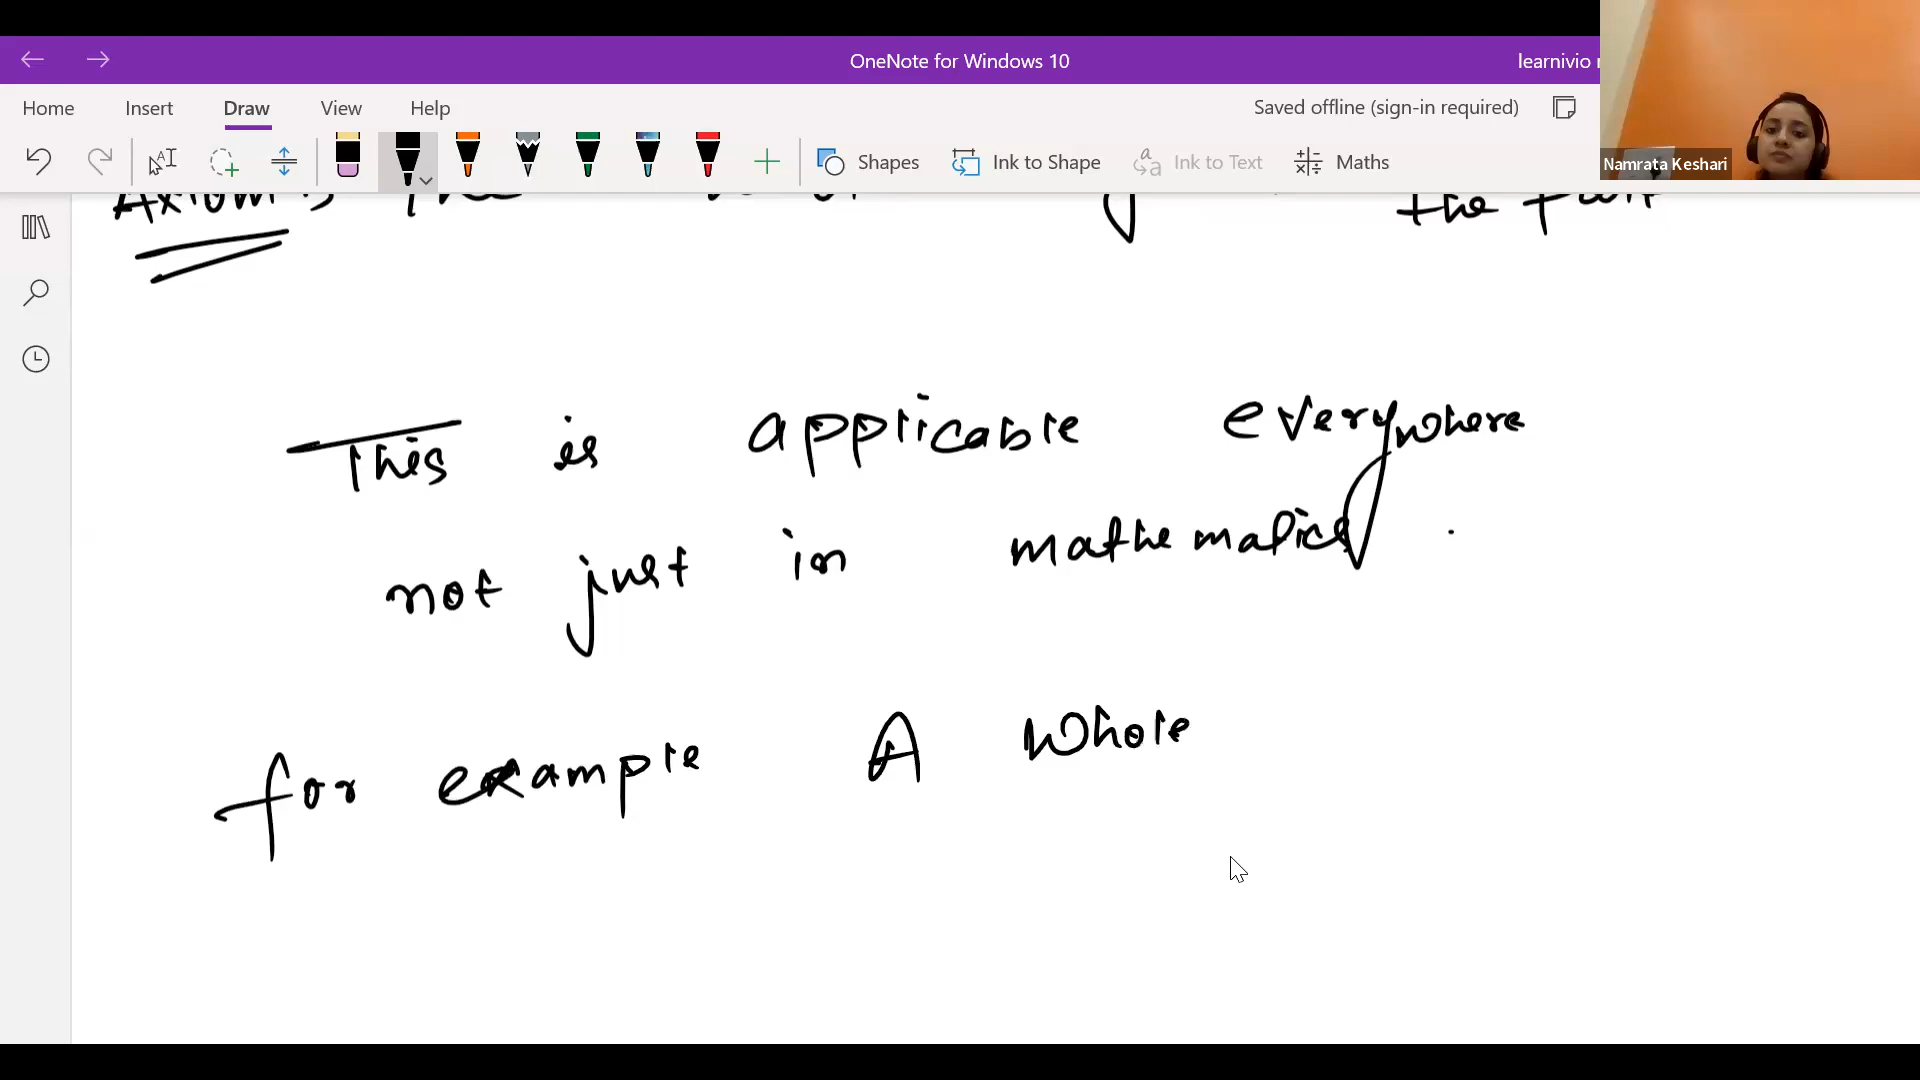 OneNote for Windows 10
learnivio
Home Insert Draw View Help
Saved offline (sign-in required)
Shapes Ink to Shape Ink to Text Maths
Namrata Keshari
Axiom the
This is applicable everywhere
not just in mathematics .
for example A whole